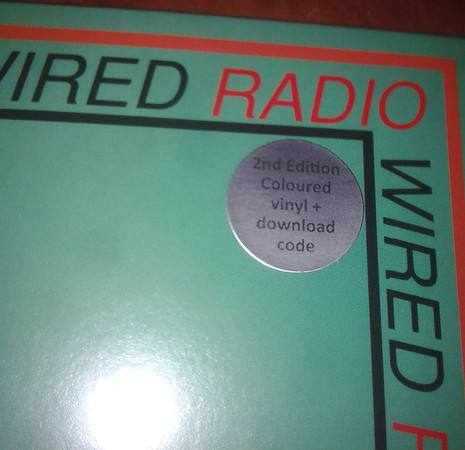 WIRED RADIO
2nd Edition
Coloured
vinyl +
download
code
WIRED